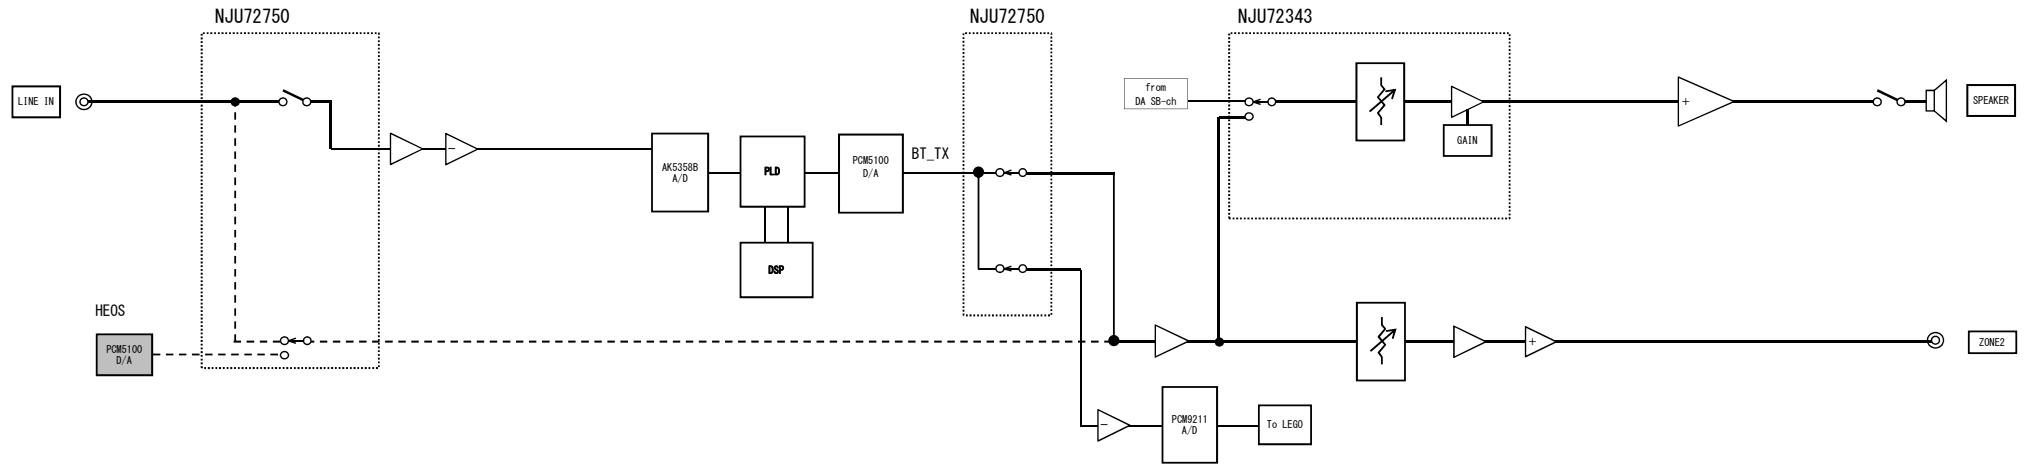 NJU72750
NJU72750
NJU72343
LINE IN
from
DA SB-ch
GAIN
+
SPEAKER
−
AK5358B
A/D
PLD
PCM5100
D/A
BT_TX
DSP
HEOS
PCM5100
D/A
+
ZONE2
−
PCM9211
A/D
To LEGO